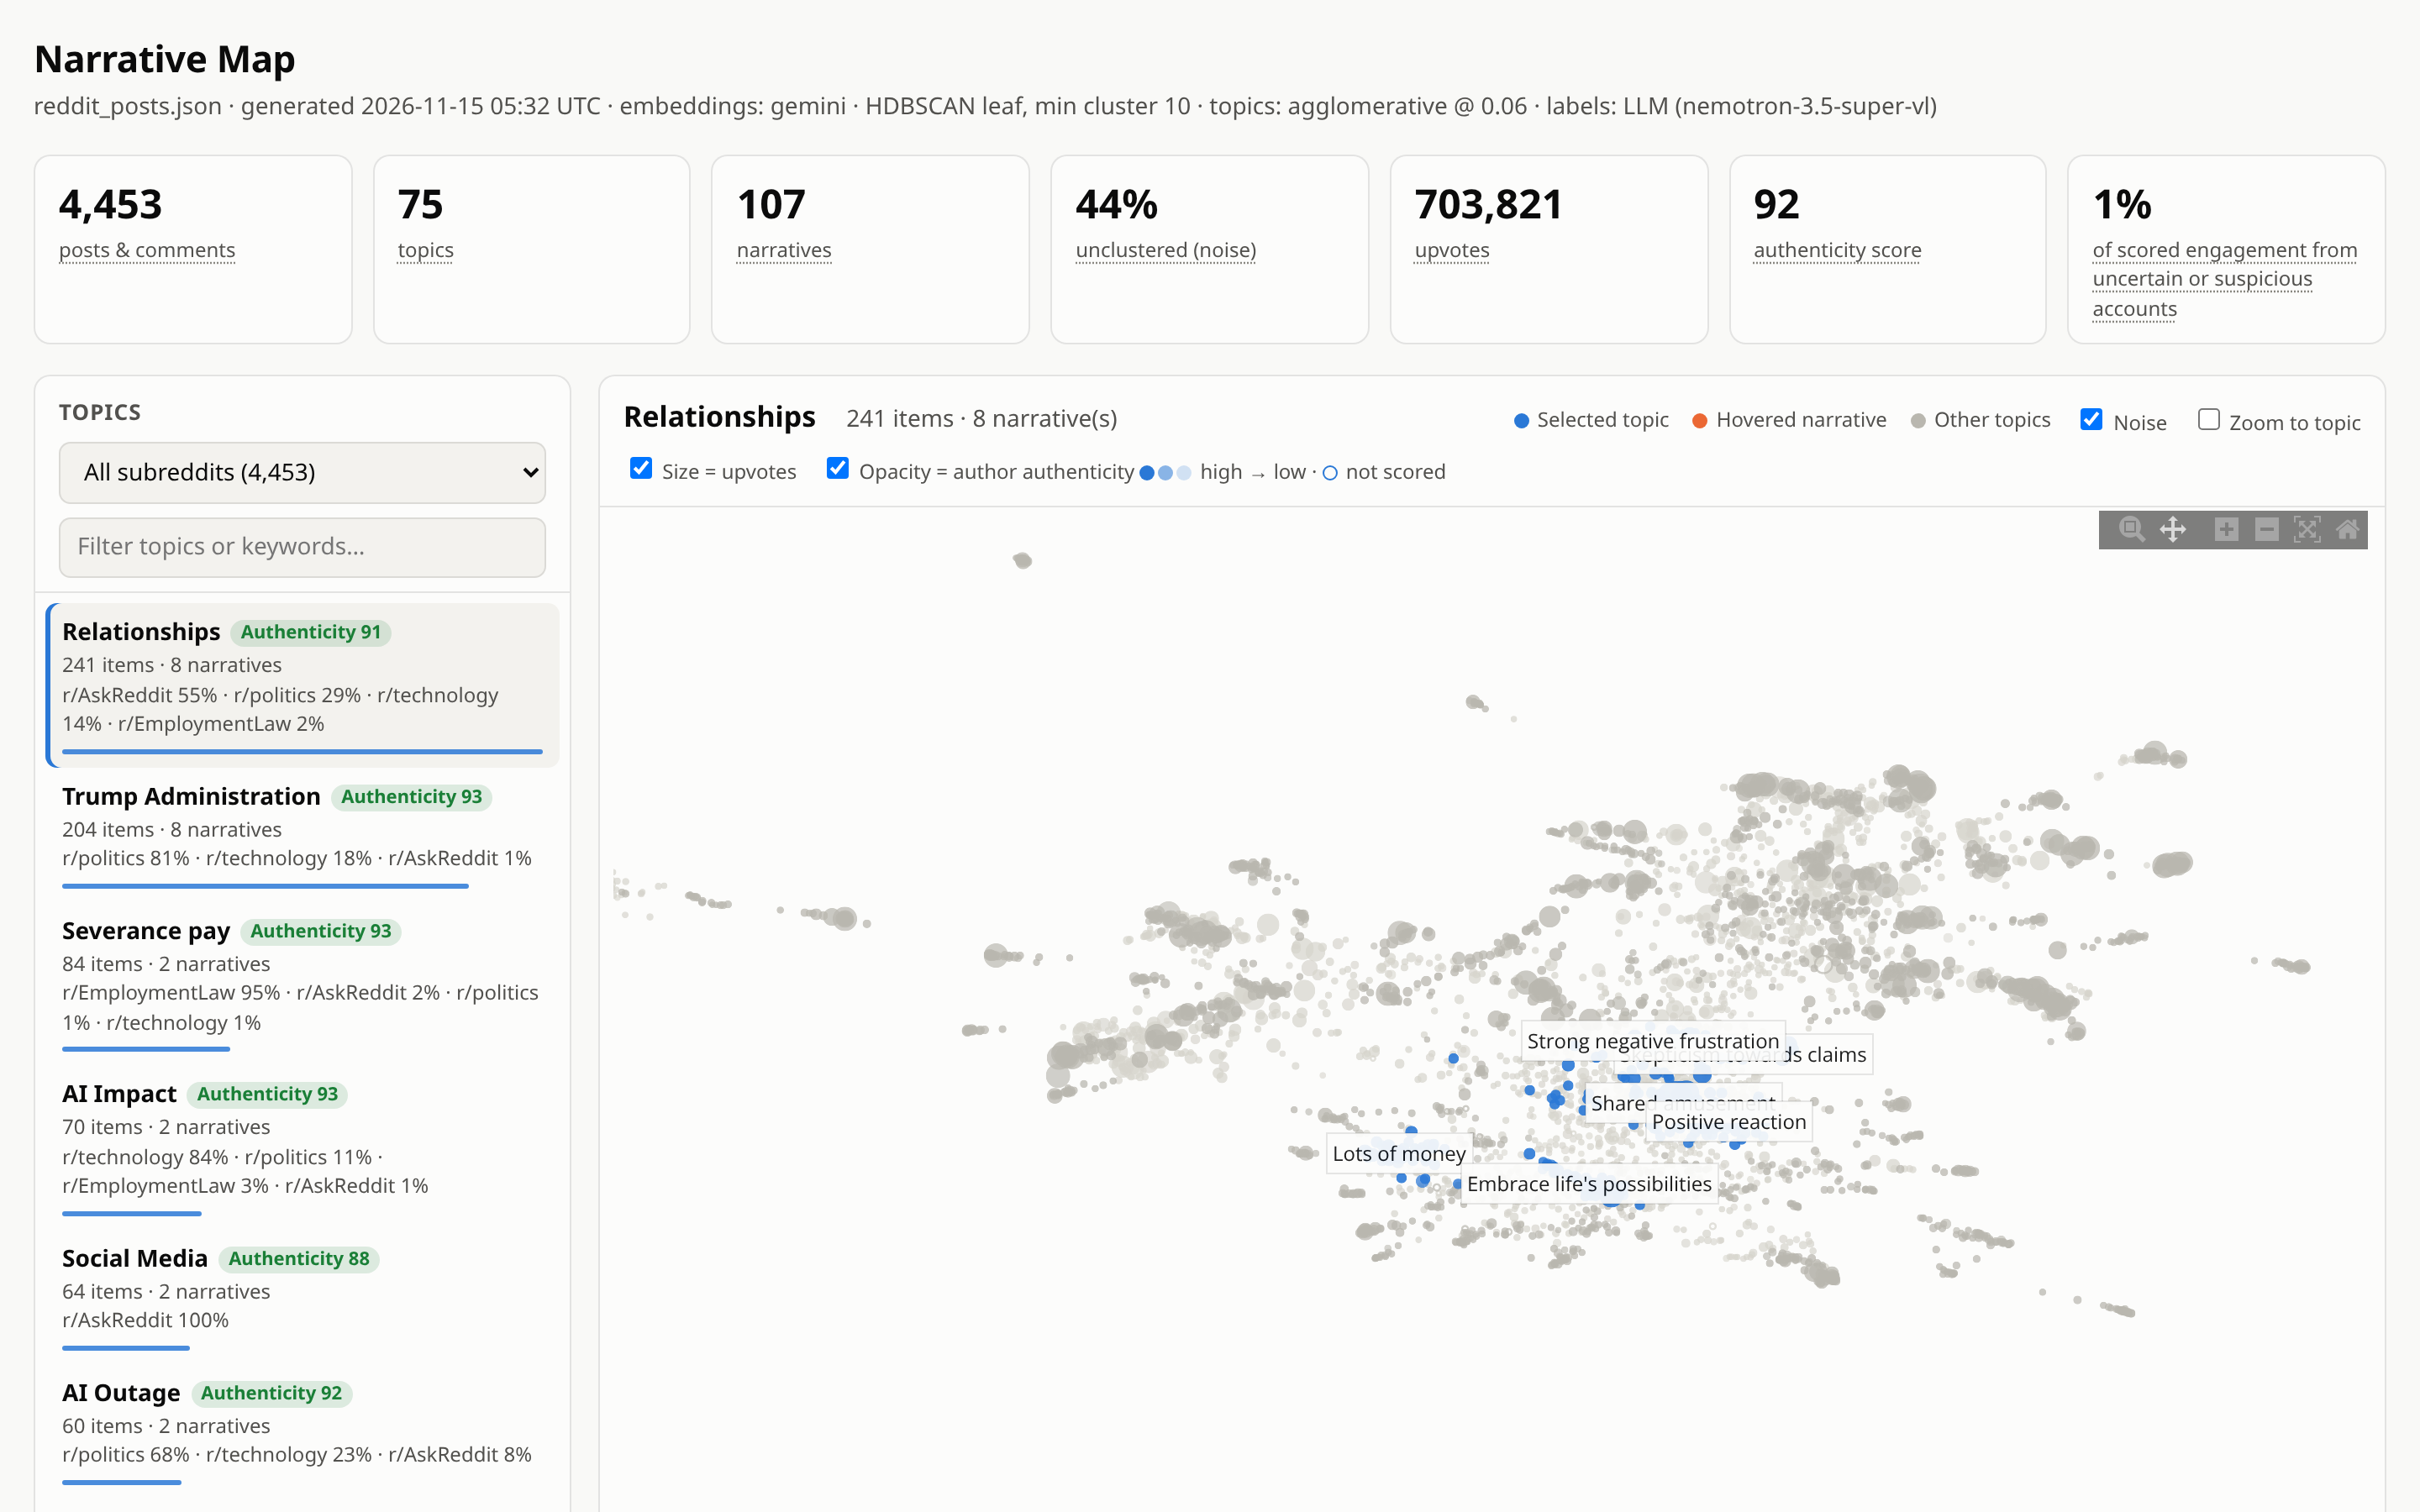 Narrative Map
reddit_posts.json · generated 2026-11-15 05:32 UTC · embeddings: gemini · HDBSCAN leaf, min cluster 10 · topics: agglomerative @ 0.06 · labels: LLM (nemotron-3.5-super-vl)
4,453
posts & comments
75
topics
107
narratives
44%
unclustered (noise)
703,821
upvotes
92
authenticity score
1%
of scored engagement from
uncertain or suspicious
accounts
TOPICS
All subreddits (4,453)
Filter topics or keywords...
Relationships Authenticity 91
241 items · 8 narratives
r/AskReddit 55% · r/politics 29% · r/technology
14% · r/EmploymentLaw 2%
Trump Administration Authenticity 93
204 items · 8 narratives
r/politics 81% · r/technology 18% · r/AskReddit 1%
Severance pay Authenticity 93
84 items · 2 narratives
r/EmploymentLaw 95% · r/AskReddit 2% · r/politics
1% · r/technology 1%
AI Impact Authenticity 93
70 items · 2 narratives
r/technology 84% · r/politics 11% ·
r/EmploymentLaw 3% · r/AskReddit 1%
Social Media Authenticity 88
64 items · 2 narratives
r/AskReddit 100%
AI Outage Authenticity 92
60 items · 2 narratives
r/politics 68% · r/technology 23% · r/AskReddit 8%
Relationships 241 items · 8 narrative(s)
Selected topic Hovered narrative Other topics Noise Zoom to topic
Size = upvotes Opacity = author authenticity high → low · not scored
Strong negative frustration
Skepticism towards claims
Shared amusement
Positive reaction
Lots of money
Embrace life's possibilities